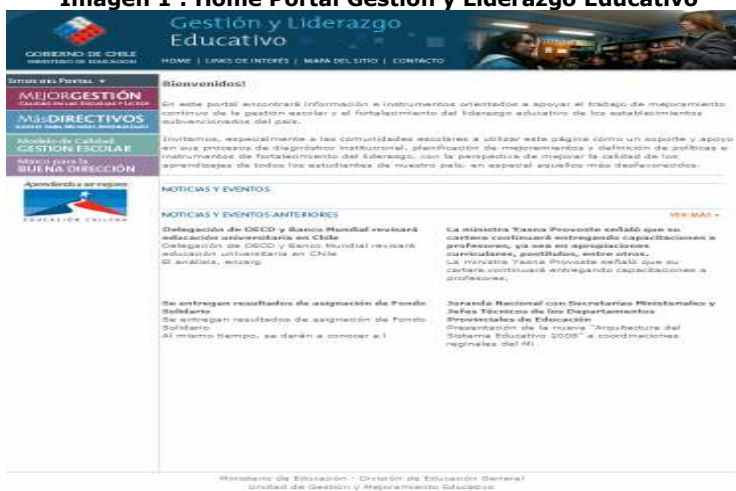 Imagen 1 : Home Portal Gestión y Liderazgo Educativo
Gestión y Liderazgo
Educativo
GOBIERNO DE CHILE
MINISTERIO DE EDUCACION
HOME | LINKS DE INTERÉS | MAPA DEL SITIO | CONTACTO
SITIOS DEL PORTAL
MEJORGESTIÓN
MásDIRECTIVOS
Modelo de Calidad
GESTIÓN ESCOLAR
Marco para la
BUENA DIRECCIÓN
Aprendiendo a ser mejores
EDUCACIÓN CHILENA
Bienvenidos!
En este portal encontrará información e instrumentos orientados a apoyar el trabajo de mejoramiento
continuo de la gestión escolar y el fortalecimiento del liderazgo educativo de los establecimientos
subvencionados del país.
Invitamos, especialmente a las comunidades escolares a utilizar esta página como un soporte y apoyo
en sus procesos de diagnóstico institucional, planificación de mejoramientos y definición de políticas e
instrumentos de fortalecimiento del liderazgo, con la perspectiva de mejorar la calidad de los
aprendizajes de todos los estudiantes de nuestro país, en especial aquellos más desfavorecidos.
NOTICIAS Y EVENTOS
NOTICIAS Y EVENTOS ANTERIORES
VER MÁS
Delegación de OECD y Banco Mundial revisará
educación universitaria en Chile
Delegación de OECD y Banco Mundial revisará
educación universitaria en Chile
El análisis, encarg
La ministra Yasna Provoste señaló que su
cartera continuará entregando capacitaciones a
profesores, ya sea en apropiaciones
curriculares, postítulos, entre otros.
La ministra Yasna Provoste señaló que su
cartera continuará entregando capacitaciones a
profesores,
Se entregan resultados de asignación de Fondo
Solidario
Se entregan resultados de asignación de Fondo
Solidario
Al mismo tiempo, se darán a conocer a l
Joranda Nacional con Secretarías Ministeriales y
Jefes Técnicos de los Departamentos
Provinciales de Educación
Presentación de la nueva "Arquitectura del
Sistema Educativo 2008" a coordinaciones
regionales del Mi
Ministerio de Educación - División de Educación General
Unidad de Gestión y Mejoramiento Educativo